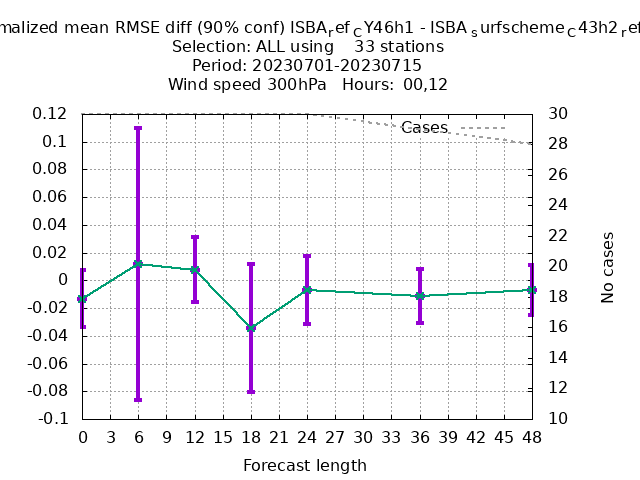 malized mean RMSE diff (90% conf) ISBArefCY46h1 - ISBAsurfschemeC43h2ref
Selection: ALL using 33 stations
Period: 20230701-20230715
Wind speed 300hPa Hours: 00,12
Cases
0.12
0.1
0.08
0.06
0.04
0.02
0
-0.02
-0.04
-0.06
-0.08
-0.1
30
28
26
24
22
20
18
16
14
12
10
No cases
0 3 6 9 12 15 18 21 24 27 30 33 36 39 42 45 48
Forecast length